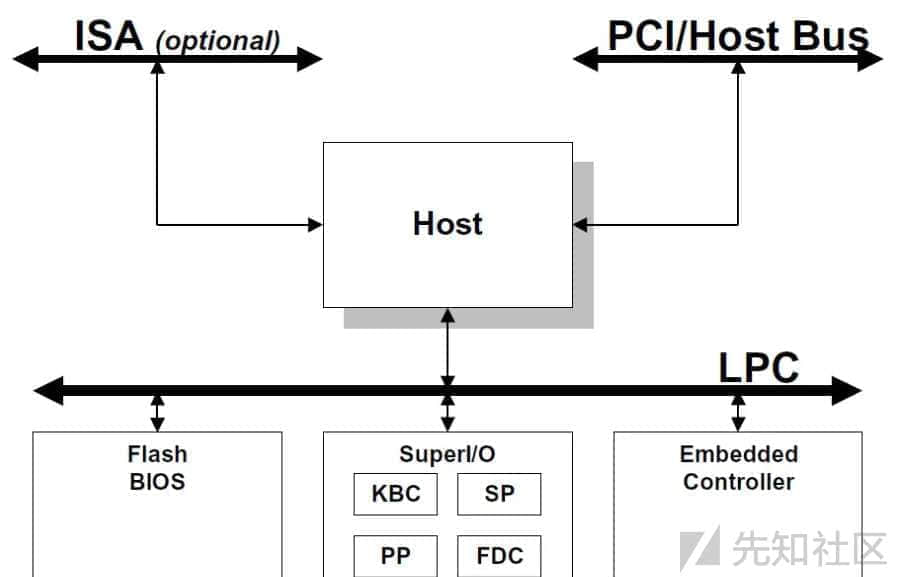 ISA (optional)
PCI/Host Bus
Host
LPC
Flash
BIOS
SuperI/O
KBC
SP
PP
FDC
Embedded
Controller
先知社区